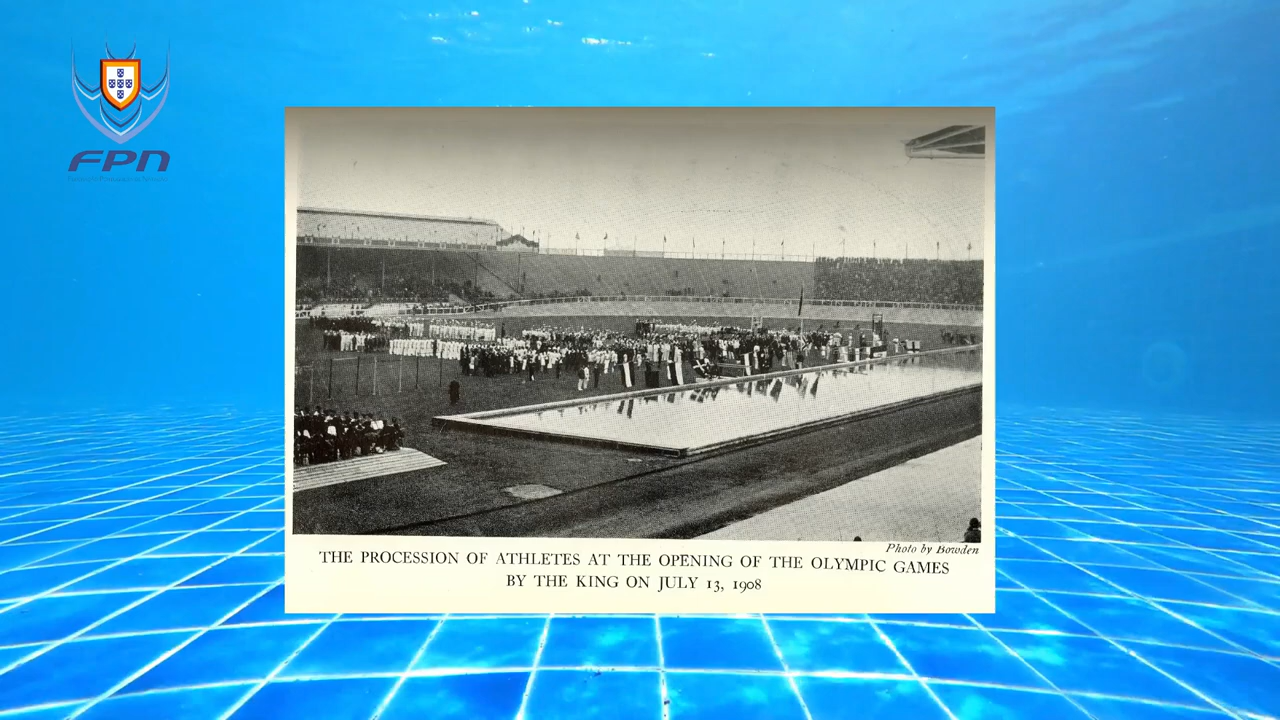 FPN
Photo by Bowden
THE PROCESSION OF ATHLETES AT THE OPENING OF THE OLYMPIC GAMES
BY THE KING ON JULY 13, 1908